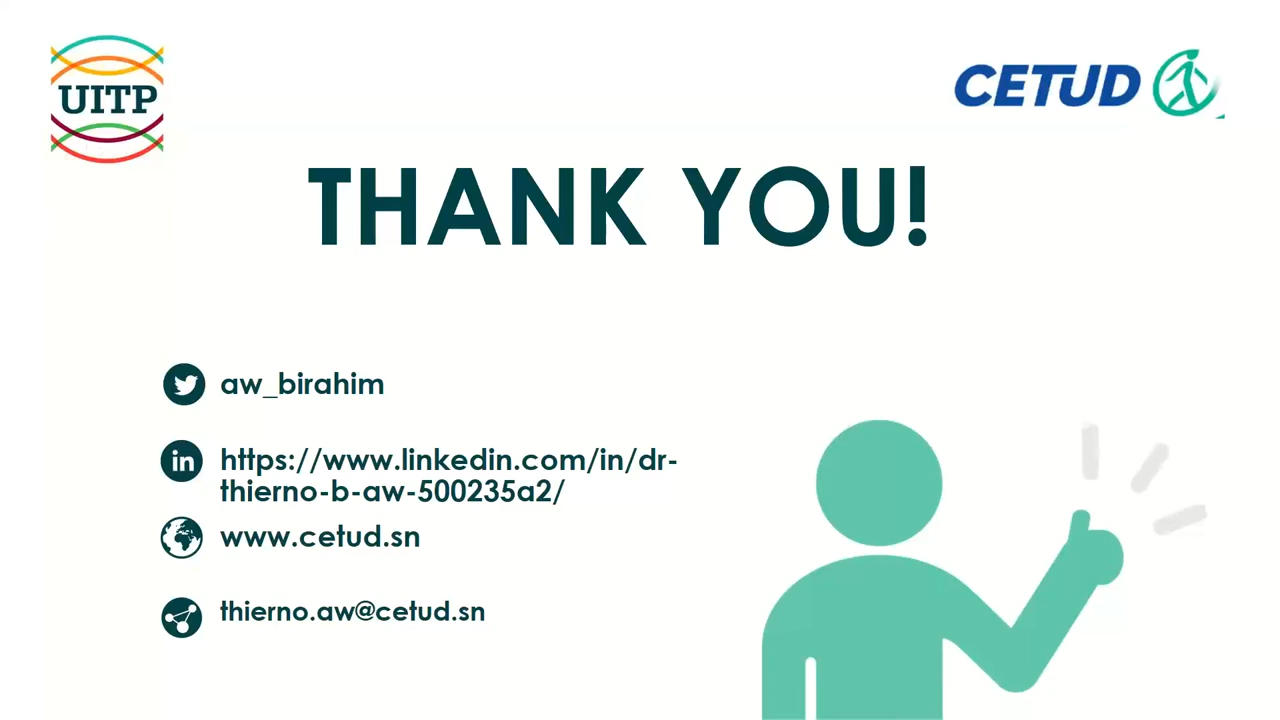 UITP
CETUD
THANK YOU!
aw_birahim
in
https://www.linkedin.com/in/dr-
thierno-b-aw-500235a2/
www.cetud.sn
thierno.aw@cetud.sn